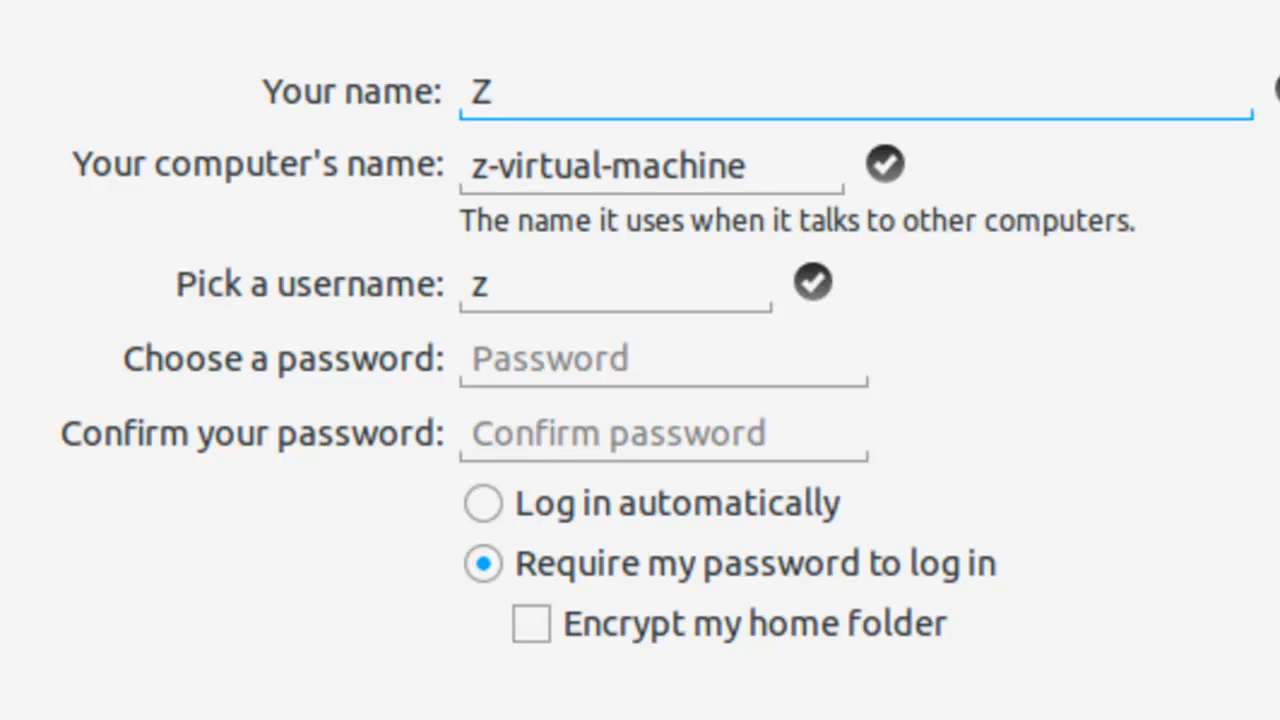 Your name: Z
Your computer's name: z-virtual-machine
The name it uses when it talks to other computers.
Pick a username: z
Choose a password: Password
Confirm your password: Confirm password
Log in automatically
Require my password to log in
Encrypt my home folder